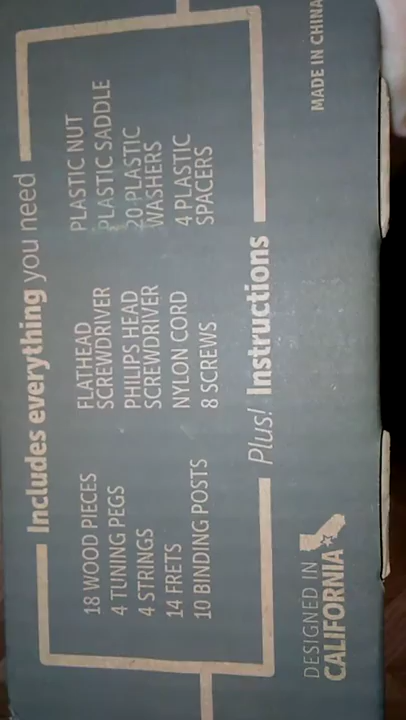 Includes everything you need
18 WOOD PIECES
4 TUNING PEGS
4 STRINGS
14 FRETS
10 BINDING POSTS
FLATHEAD
SCREWDRIVER
PHILIPS HEAD
SCREWDRIVER
NYLON CORD
8 SCREWS
PLASTIC NUT
PLASTIC SADDLE
20 PLASTIC
WASHERS
4 PLASTIC
SPACERS
Plus! Instructions
DESIGNED IN
CALIFORNIA
MADE IN CHINA